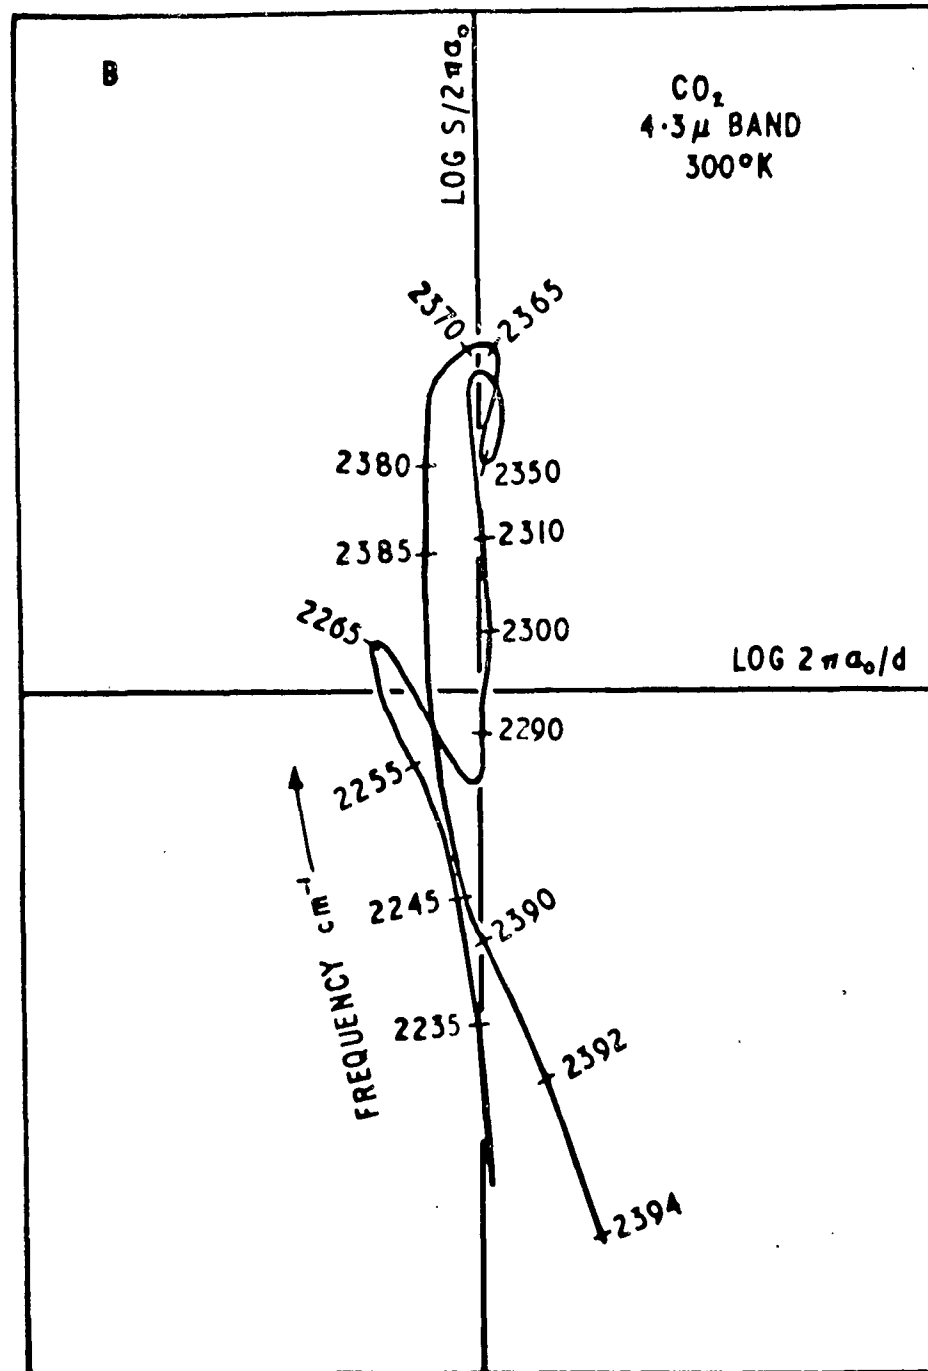 B
LOG S/2πa₀
CO₂
4·3μ BAND
300°K
2370
2365
2380
2350
2310
2385
2300
2265
LOG 2πa₀/d
2290
2255
2245
2390
FREQUENCY cm⁻¹
2235
2392
2394